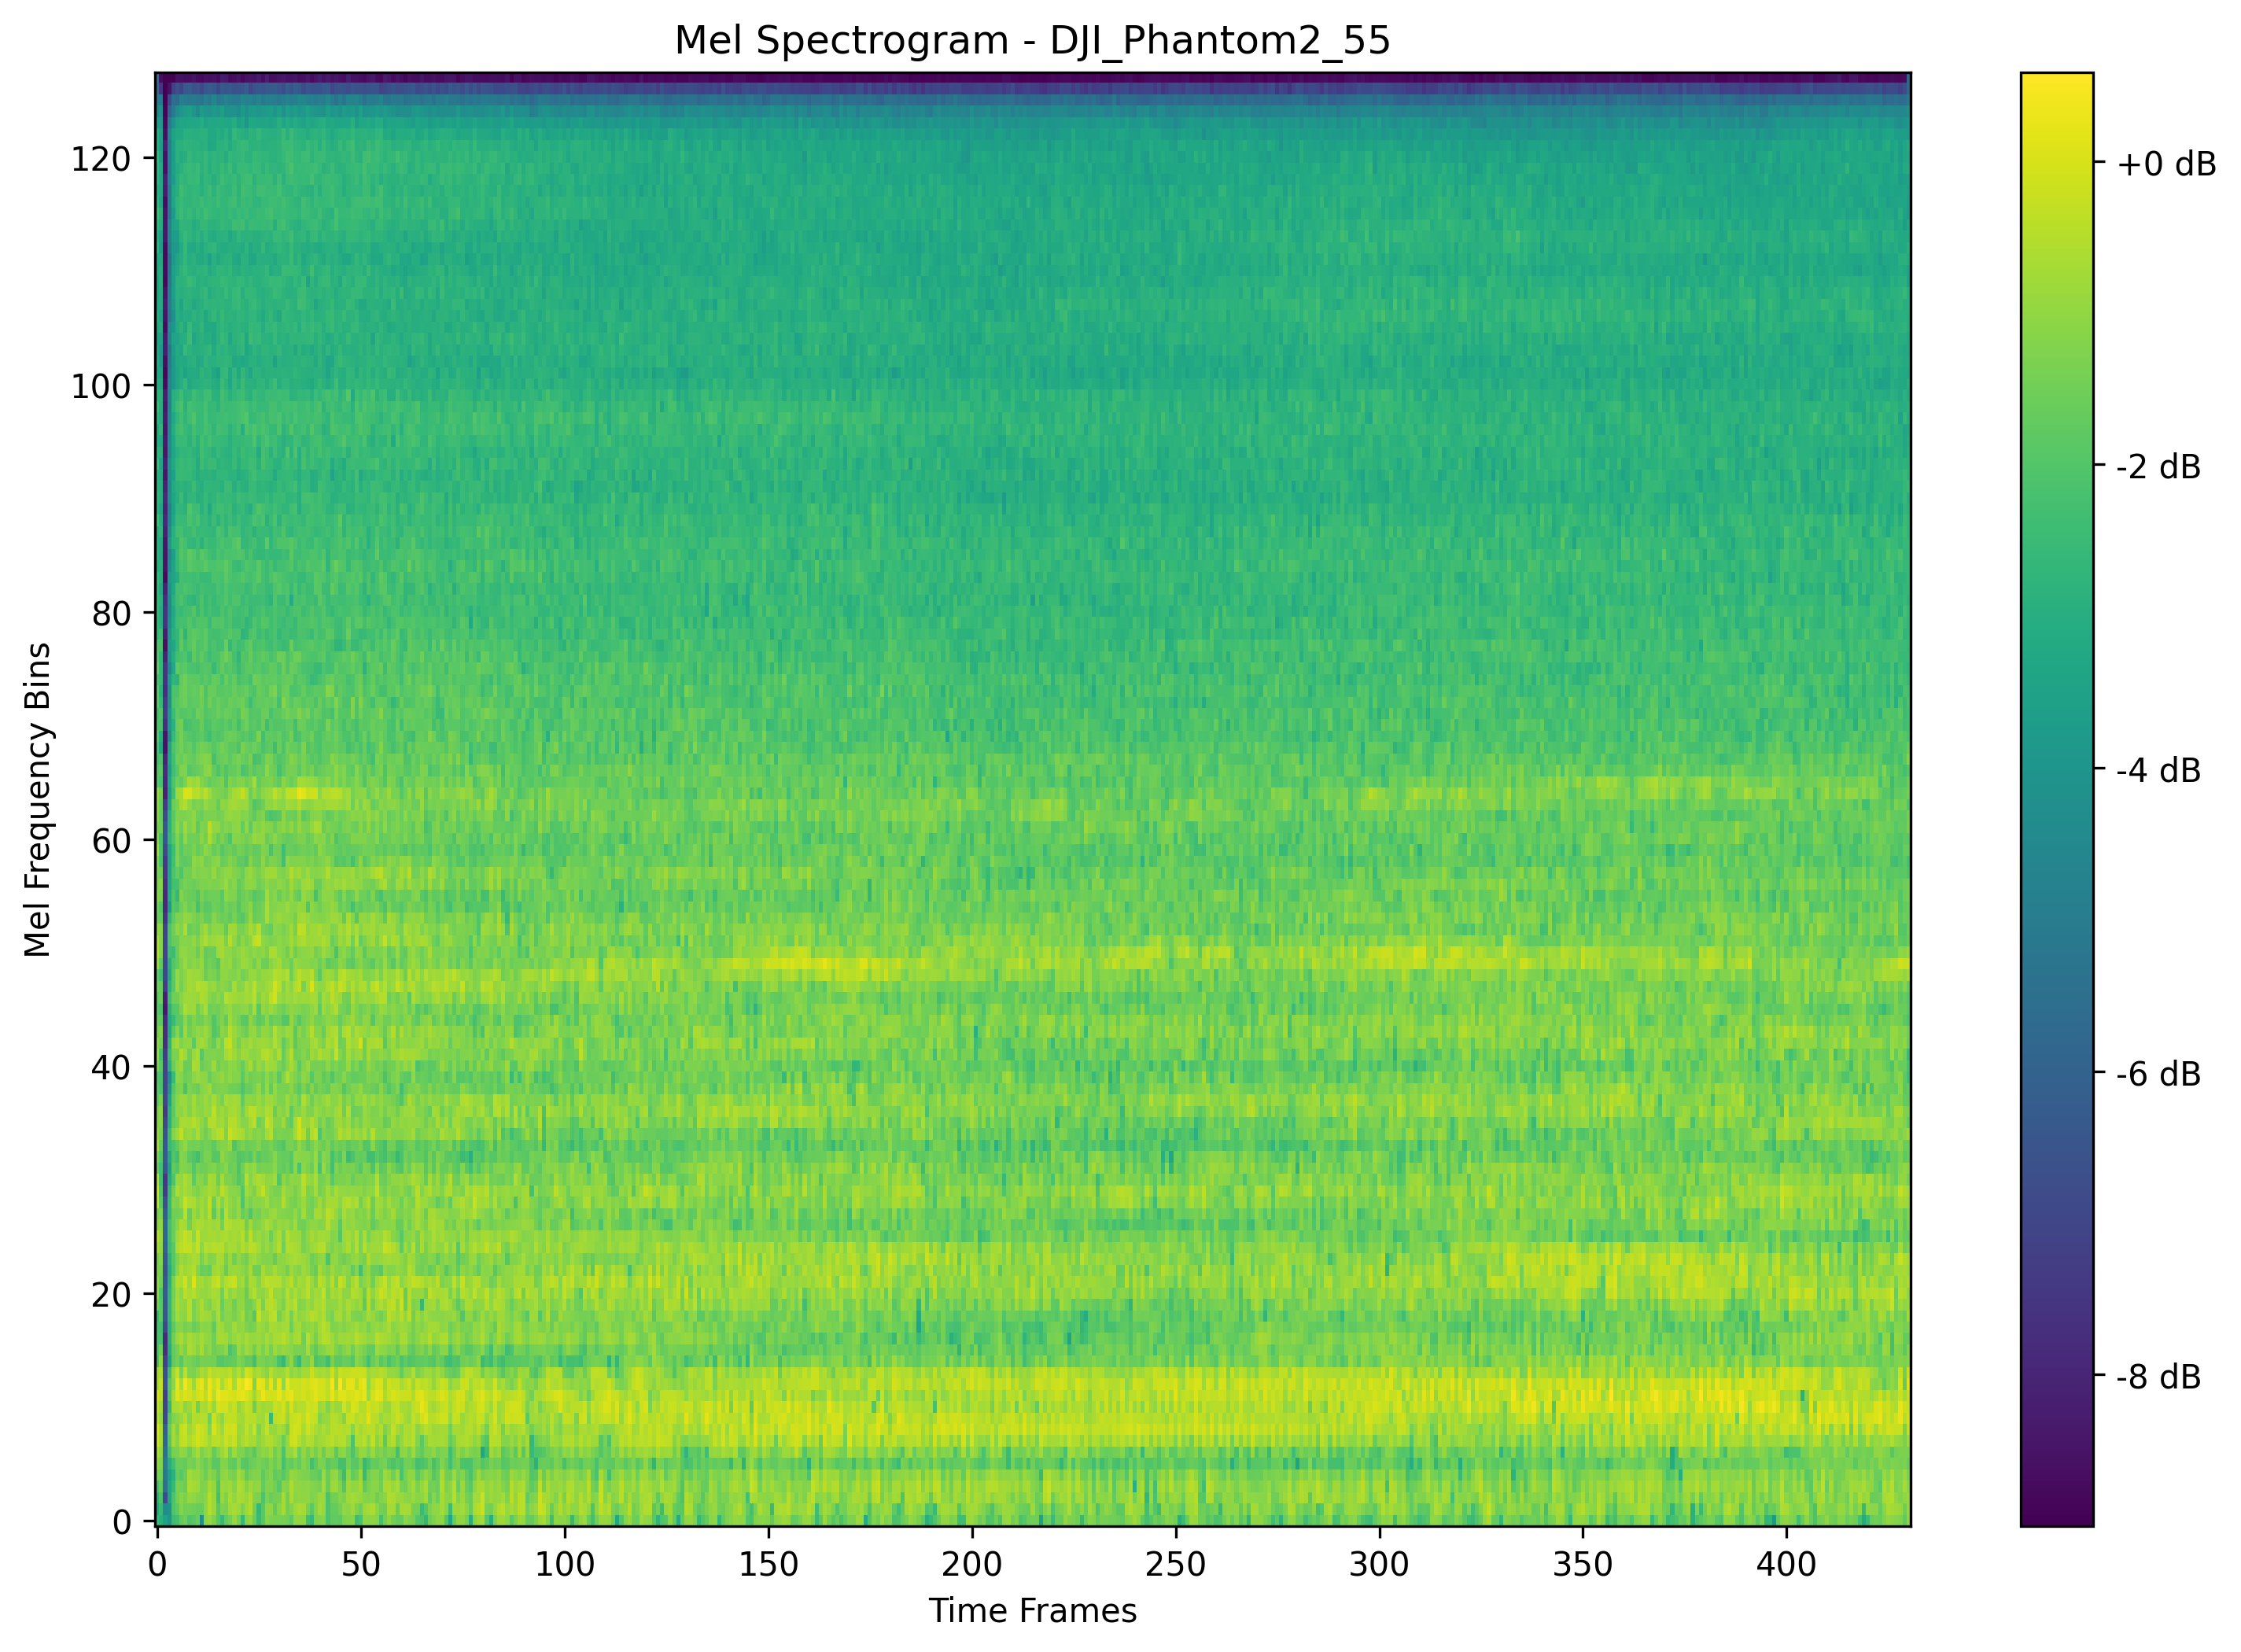 Mel Spectrogram - DJI_Phantom2_55
Mel Frequency Bins
120
100
80
60
40
20
0
0 50 100 150 200 250 300 350 400
Time Frames
+0 dB
-2 dB
-4 dB
-6 dB
-8 dB